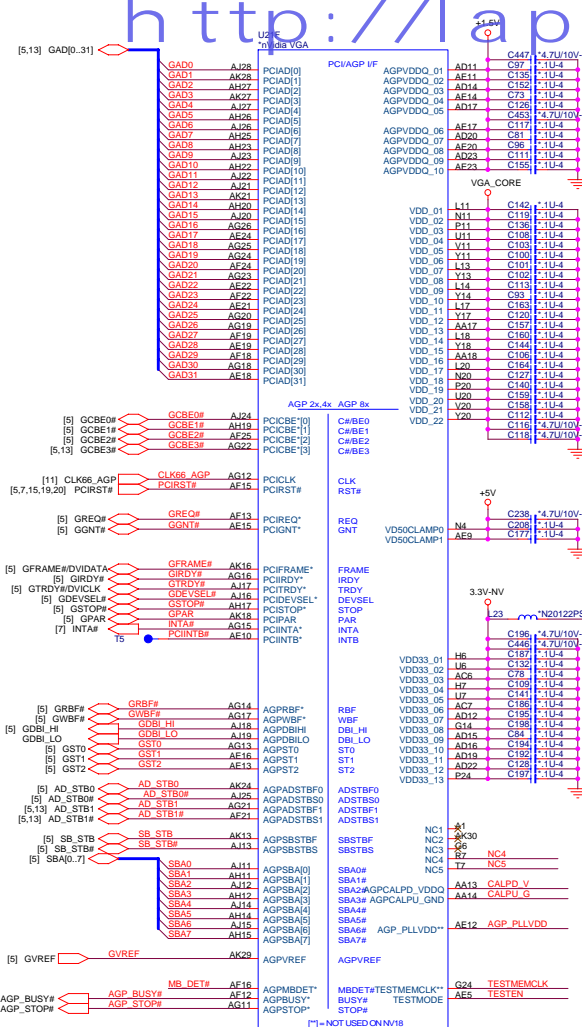 http://lap
U21F
*nVidia VGA
PCI/AGP I/F
+1.5V
[5,13] GAD[0..31]
GAD0 AJ28 PCIAD[0]
GAD1 AK28 PCIAD[1]
GAD2 AH27 PCIAD[2]
GAD3 AK27 PCIAD[3]
GAD4 AJ27 PCIAD[4]
GAD5 AH26 PCIAD[5]
GAD6 AJ26 PCIAD[6]
GAD7 AH25 PCIAD[7]
GAD8 AH23 PCIAD[8]
GAD9 AJ23 PCIAD[9]
GAD10 AH22 PCIAD[10]
GAD11 AJ22 PCIAD[11]
GAD12 AJ21 PCIAD[12]
GAD13 AK21 PCIAD[13]
GAD14 AH20 PCIAD[14]
GAD15 AJ20 PCIAD[15]
GAD16 AG26 PCIAD[16]
GAD17 AE24 PCIAD[17]
GAD18 AG25 PCIAD[18]
GAD19 AG24 PCIAD[19]
GAD20 AF24 PCIAD[20]
GAD21 AG23 PCIAD[21]
GAD22 AE22 PCIAD[22]
GAD23 AF22 PCIAD[23]
GAD24 AE21 PCIAD[24]
GAD25 AG20 PCIAD[25]
GAD26 AG19 PCIAD[26]
GAD27 AF19 PCIAD[27]
GAD28 AE19 PCIAD[28]
GAD29 AF18 PCIAD[29]
GAD30 AG18 PCIAD[30]
GAD31 AE18 PCIAD[31]
AGPVDDQ_01 AD11
AGPVDDQ_02 AE11
AGPVDDQ_03 AD14
AGPVDDQ_04 AE14
AGPVDDQ_05 AD17
AGPVDDQ_06 AE17
AGPVDDQ_07 AD20
AGPVDDQ_08 AE20
AGPVDDQ_09 AD23
AGPVDDQ_10 AE23
C447 *4.7U/10V-
C97 *.1U-4
C135 *.1U-4
C152 *.1U-4
C73 *.1U-4
C126 *.1U-4
C453 *4.7U/10V-
C117 *.1U-4
C81 *.1U-4
C96 *.1U-4
C111 *.1U-4
C155 *.1U-4
VGA_CORE
VDD_01 L11 C142 *.1U-4
VDD_02 N11 C119 *.1U-4
VDD_03 P11 C136 *.1U-4
VDD_04 U11 C108 *.1U-4
VDD_05 V11 C103 *.1U-4
VDD_06 Y11 C100 *.1U-4
VDD_07 L13 C101 *.1U-4
VDD_08 Y13 C102 *.1U-4
VDD_09 L14 C113 *.1U-4
VDD_10 Y14 C93 *.1U-4
VDD_11 L17 C163 *.1U-4
VDD_12 Y17 C120 *.1U-4
VDD_13 AA17 C157 *.1U-4
VDD_14 L18 C160 *.1U-4
VDD_15 Y18 C144 *.1U-4
VDD_16 AA18 C106 *.1U-4
VDD_17 L20 C164 *.1U-4
VDD_18 N20 C127 *.1U-4
VDD_19 P20 C140 *.1U-4
VDD_20 U20 C159 *.1U-4
VDD_21 V20 C158 *.1U-4
VDD_22 Y20 C112 *.1U-4
C116 *4.7U/10V-
C118 *4.7U/10V-
AGP 2x,4x AGP 8x
[5] GCBE0# GCBE0# AJ24 PCICBE*[0] C#/BE0
[5] GCBE1# GCBE1# AH19 PCICBE*[1] C#/BE1
[5] GCBE2# GCBE2# AF25 PCICBE*[2] C#/BE2
[5,13] GCBE3# GCBE3# AG22 PCICBE*[3] C#/BE3
[11] CLK66_AGP CLK66_AGP AG12 PCICLK CLK
[5,7,15,19,20] PCIRST# PCIRST# AF15 PCIRST# RST#
+5V
[5] GREQ# GREQ# AF13 PCIREQ* REQ
[5] GGNT# GGNT# AE15 PCIGNT GNT
VD50CLAMP0 N4
VD50CLAMP1 AE9
C238 *4.7U/10V-
C208 *.1U-4
C177 *.1U-4
[5] GFRAME#/DVIDATA GFRAME# AK16 PCIFRAME* FRAME
[5] GIRDY# GIRDY# AG16 PCIIRDY* IRDY
[5] GTRDY#/DVICLK GTRDY# AJ17 PCITRDY* TRDY
[5] GDEVSEL# GDEVSEL# AJ16 PCIDEVSEL* DEVSEL
[5] GSTOP# GSTOP# AH17 PCISTOP* STOP
[5] GPAR GPAR AK18 PCIPAR PAR
[7] INTA# INTA# AG15 PCIINTA* INTA
T5 PCIINTB# AE10 PCIINTB* INTB
3.3V-NV
L23 *N20122PS
C196 *4.7U/10V-
C446 *4.7U/10V-
VDD33_01 H6 C187 *.1U-4
VDD33_02 U6 C132 *.1U-4
VDD33_03 AC6 C78 *.1U-4
VDD33_04 H7 C109 *.1U-4
VDD33_05 U7 C141 *.1U-4
VDD33_06 AC7 C186 *.1U-4
VDD33_07 AD12 C195 *.1U-4
VDD33_08 G14 C198 *.1U-4
VDD33_09 AD15 C84 *.1U-4
VDD33_10 AD16 C194 *.1U-4
VDD33_11 AD19 C192 *.1U-4
VDD33_12 AD22 C128 *.1U-4
VDD33_13 P24 C197 *.1U-4
[5] GRBF# GRBF# AG14 AGPRBF* RBF
[5] GWBF# GWBF# AG17 AGPWBF* WBF
[5] GDBI_HI GDBI_HI AJ18 AGPDBIHI DBI_HI
GDBI_LO GDBI_LO AJ19 AGPDBILO DBI_LO
[5] GST0 GST0 AG13 AGPST0 ST0
[5] GST1 GST1 AE16 AGPST1 ST1
[5] GST2 GST2 AE13 AGPST2 ST2
[5] AD_STB0 AD_STB0 AK24 AGPADSTBF0 ADSTBF0
[5] AD_STB0# AD_STB0# AJ25 AGPADSTBS0 ADSTBS0
[5,13] AD_STB1 AD_STB1 AG21 AGPADSTBF1 ADSTBF1
[5,13] AD_STB1# AD_STB1# AF21 AGPADSTBS1 ADSTBS1
[5] SB_STB SB_STB AK13 AGPSBSTBF SBSTBF
[5] SB_STB# SB_STB# AJ13 AGPSBSTBS SBSTBS
NC1 A1
NC2 AK30
NC3 G6
NC4 R7 NC4
NC5 T7 NC5
[5] SBA[0..7]
SBA0 AJ11 AGPSBA[0] SBA0#
SBA1 AH11 AGPSBA[1] SBA1#
SBA2 AJ12 AGPSBA[2] SBA2# AGPCALPD_VDDQ AA13 CALPD_V
SBA3 AH12 AGPSBA[3] SBA3# AGPCALPU_GND AA14 CALPU_G
SBA4 AJ14 AGPSBA[4] SBA4#
SBA5 AH14 AGPSBA[5] SBA5#
SBA6 AJ15 AGPSBA[6] SBA6# AGP_PLLVDD** AE12 AGP_PLLVDD
SBA7 AH15 AGPSBA[7] SBA7#
[5] GVREF GVREF AK29 AGPVREF AGPVREF
MB_DET# AF16 AGPMBDET* MBDET# TESTMEMCLK** G24 TESTMEMCLK
AGP_BUSY# AGP_BUSY# AF12 AGPBUSY* BUSY# TESTMODE AE5 TESTEN
AGP_STOP# AGP_STOP# AG11 AGPSTOP* STOP#
[**] = NOT USED ON NV18